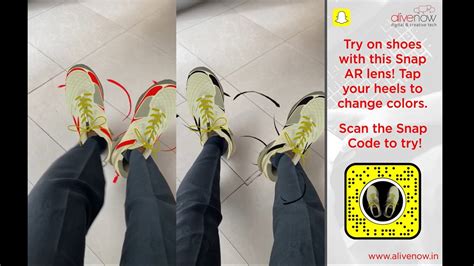 alivenow
digital & creative tech
Try on shoes
with this Snap
AR lens! Tap
your heels to
change colors.
Scan the Snap
Code to try!
www.alivenow.in